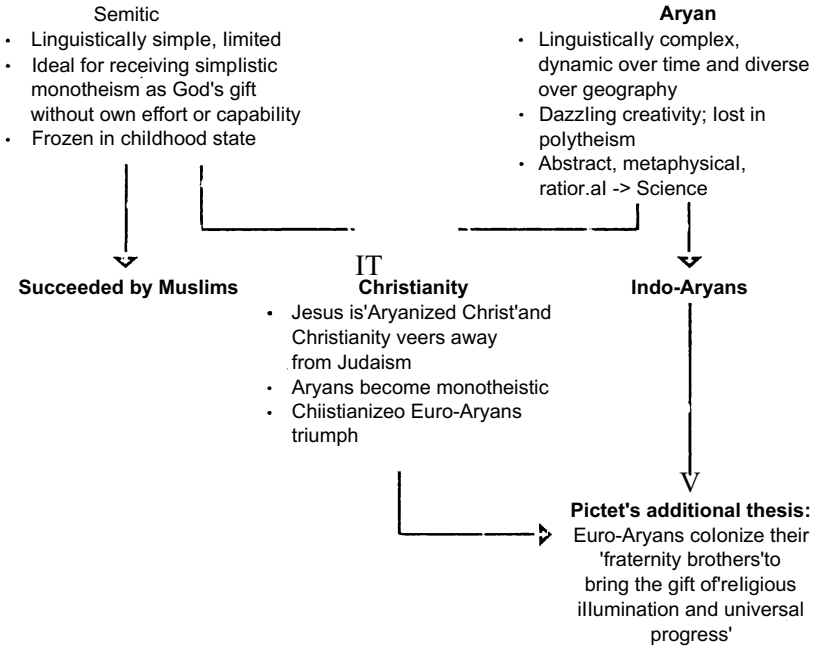 Semitic
• Linguistically simple, limited
• Ideal for receiving simplistic
monotheism as God's gift
without own effort or capability
• Frozen in childhood state
Aryan
• Linguistically complex,
dynamic over time and diverse
over geography
• Dazzling creativity; lost in
polytheism
• Abstract, metaphysical,
ratior.al -> Science
Succeeded by Muslims
IT
Christianity
• Jesus is'Aryanized Christ'and
Christianity veers away
from Judaism
• Aryans become monotheistic
• Chiistianizeo Euro-Aryans
triumph
Indo-Aryans
V
Pictet's additional thesis:
Euro-Aryans colonize their
'fraternity brothers'to
bring the gift of'religious
illumination and universal
progress'